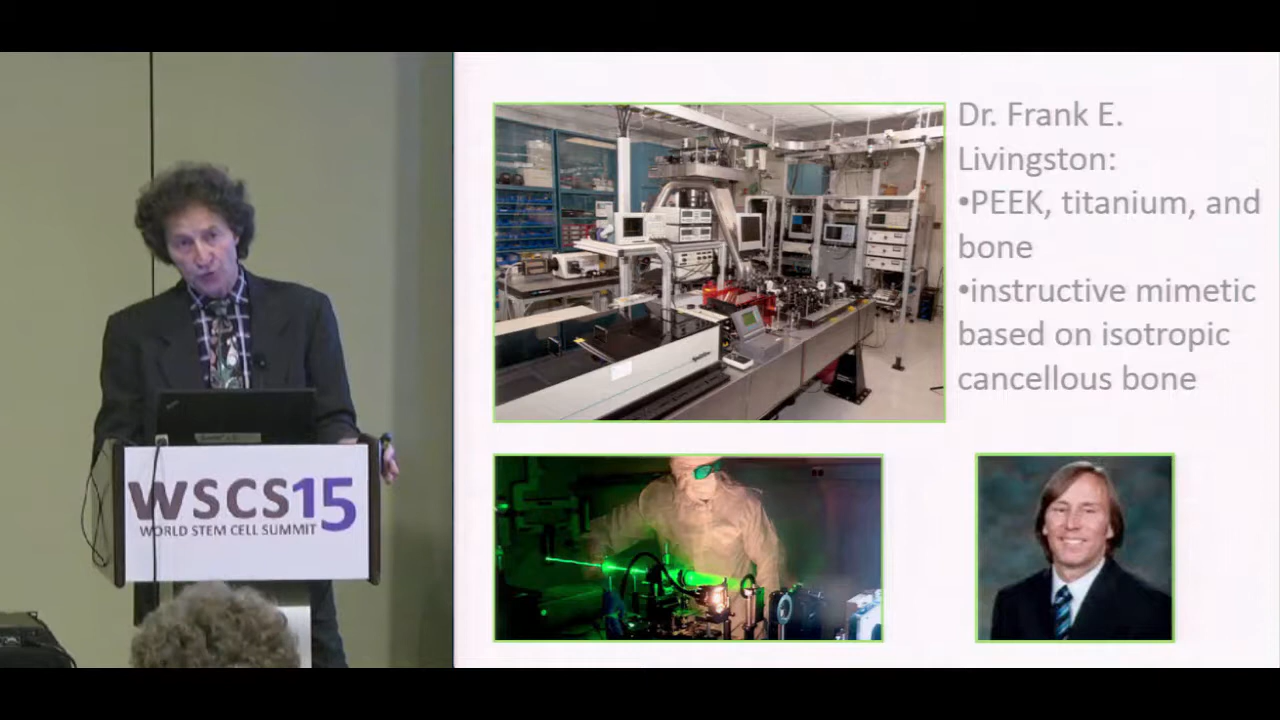 Dr. Frank E.
Livingston:
•PEEK, titanium, and
bone
•instructive mimetic
based on isotropic
cancellous bone
WSCS15
WORLD STEM CELL SUMMIT